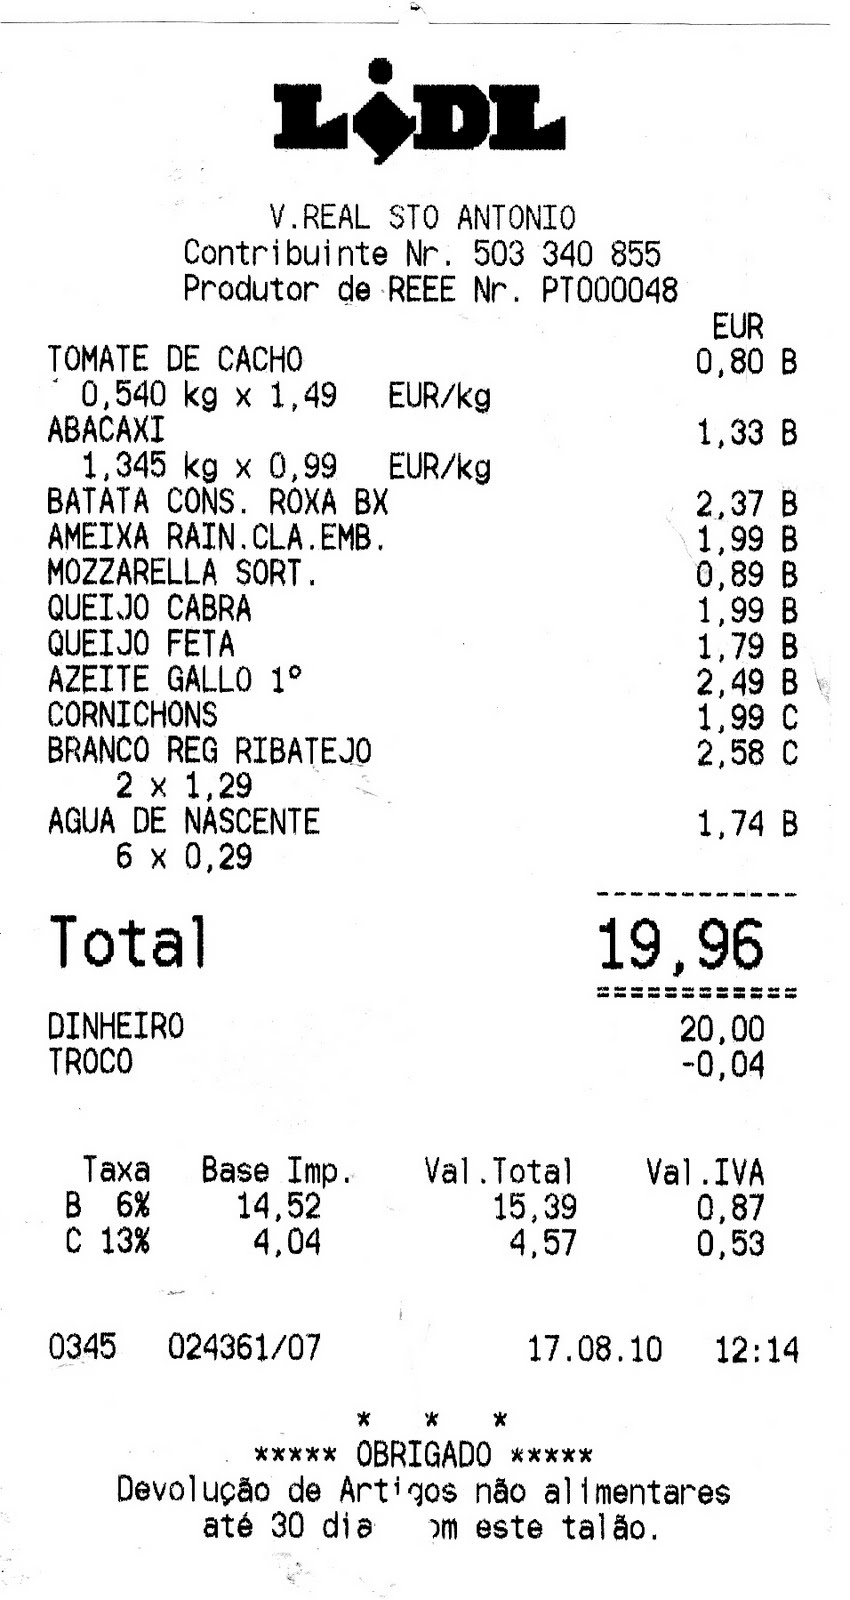 LiDL
V.REAL STO ANTONIO
Contribuinte Nr. 503 340 855
Produtor de REEE Nr. PT000048
EUR
TOMATE DE CACHO 0,80 B
0,540 kg x 1,49 EUR/kg
ABACAXI 1,33 B
1,345 kg x 0,99 EUR/kg
BATATA CONS. ROXA BX 2,37 B
AMEIXA RAIN.CLA.EMB. 1,99 B
MOZZARELLA SORT. 0,89 B
QUEIJO CABRA 1,99 B
QUEIJO FETA 1,79 B
AZEITE GALLO 1º 2,49 B
CORNICHONS 1,99 C
BRANCO REG RIBATEJO 2,58 C
2 x 1,29
AGUA DE NASCENTE 1,74 B
6 x 0,29
------------
Total 19,96
============
DINHEIRO 20,00
TROCO -0,04
Taxa Base Imp. Val.Total Val.IVA
B 6% 14,52 15,39 0,87
C 13% 4,04 4,57 0,53
0345 024361/07 17.08.10 12:14
* * *
***** OBRIGADO *****
Devolução de Artigos não alimentares
até 30 este talão.